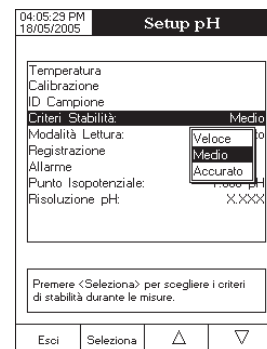 04:05:29 PM
18/05/2005
Setup pH
Temperatura
Calibrazione
ID Campione
Criteri Stabilità: Medio
Modalità Lettura:
Veloce
Registrazione
Medio
Allarme
Accurato
Punto Isopotenziale: pH
Risoluzione pH: X.XXX
Premere <Seleziona> per scegliere i criteri
di stabilità durante le misure.
Esci Seleziona △ ▽